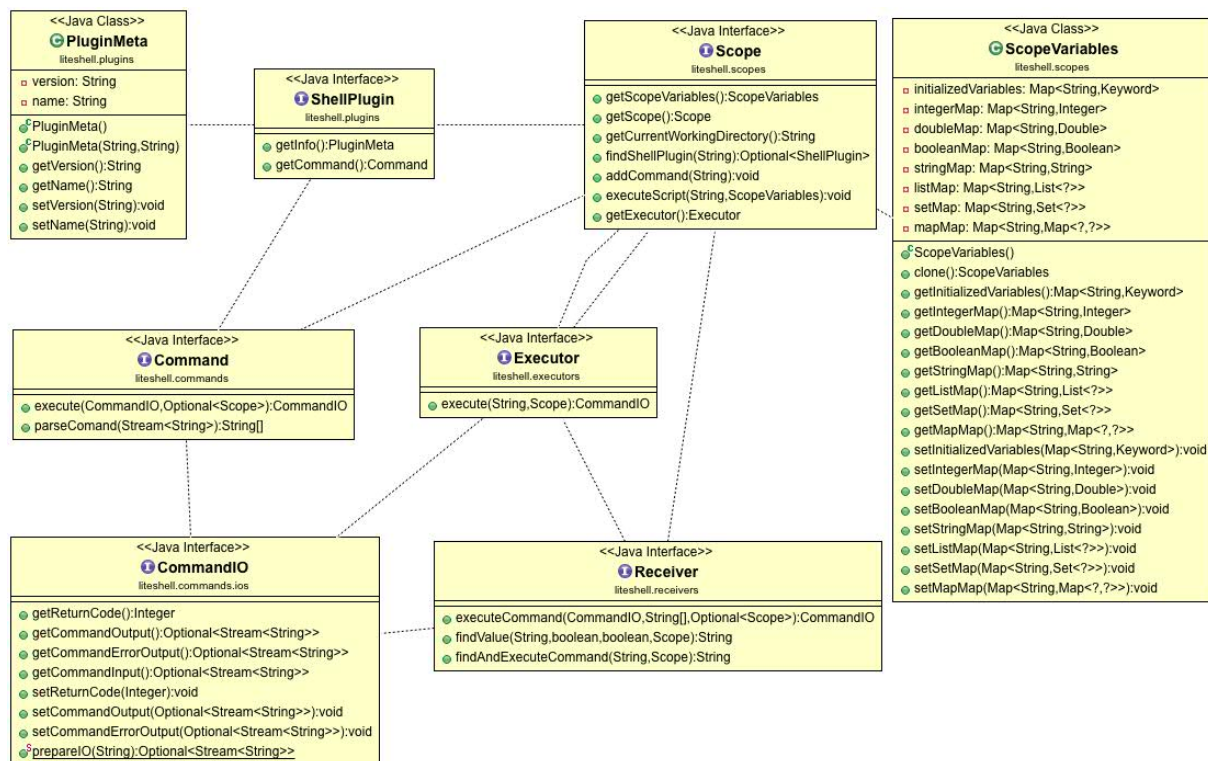 <<Java Class>>
PluginMeta
liteshell.plugins
version: String
name: String
PluginMeta()
PluginMeta(String,String)
getVersion():String
getName():String
setVersion(String):void
setName(String):void
<<Java Interface>>
ShellPlugin
liteshell.plugins
getInfo():PluginMeta
getCommand():Command
<<Java Interface>>
Scope
liteshell.scopes
getScopeVariables():ScopeVariables
getScope():Scope
getCurrentWorkingDirectory():String
findShellPlugin(String):Optional<ShellPlugin>
addCommand(String):void
executeScript(String,ScopeVariables):void
getExecutor():Executor
<<Java Class>>
ScopeVariables
liteshell.scopes
initializedVariables: Map<String,Keyword>
integerMap: Map<String,Integer>
doubleMap: Map<String,Double>
booleanMap: Map<String,Boolean>
stringMap: Map<String,String>
listMap: Map<String,List<?>>
setMap: Map<String,Set<?>>
mapMap: Map<String,Map<?,?>>
ScopeVariables()
clone():ScopeVariables
getInitializedVariables():Map<String,Keyword>
getIntegerMap():Map<String,Integer>
getDoubleMap():Map<String,Double>
getBooleanMap():Map<String,Boolean>
getStringMap():Map<String,String>
getListMap():Map<String,List<?>>
getSetMap():Map<String,Set<?>>
getMapMap():Map<String,Map<?,?>>
setInitializedVariables(Map<String,Keyword>):void
setIntegerMap(Map<String,Integer>):void
setDoubleMap(Map<String,Double>):void
setBooleanMap(Map<String,Boolean>):void
setStringMap(Map<String,String>):void
setListMap(Map<String,List<?>>):void
setSetMap(Map<String,Set<?>>):void
setMapMap(Map<String,Map<?,?>>):void
<<Java Interface>>
Command
liteshell.commands
execute(CommandIO,Optional<Scope>):CommandIO
parseComand(Stream<String>):String[]
<<Java Interface>>
Executor
liteshell.executors
execute(String,Scope):CommandIO
<<Java Interface>>
CommandIO
liteshell.commands.ios
getReturnCode():Integer
getCommandOutput():Optional<Stream<String>>
getCommandErrorOutput():Optional<Stream<String>>
getCommandInput():Optional<Stream<String>>
setReturnCode(Integer):void
setCommandOutput(Optional<Stream<String>>):void
setCommandErrorOutput(Optional<Stream<String>>):void
prepareIO(String):Optional<Stream<String>>
<<Java Interface>>
Receiver
liteshell.receivers
executeCommand(CommandIO,String[],Optional<Scope>):CommandIO
findValue(String,boolean,boolean,Scope):String
findAndExecuteCommand(String,Scope):String